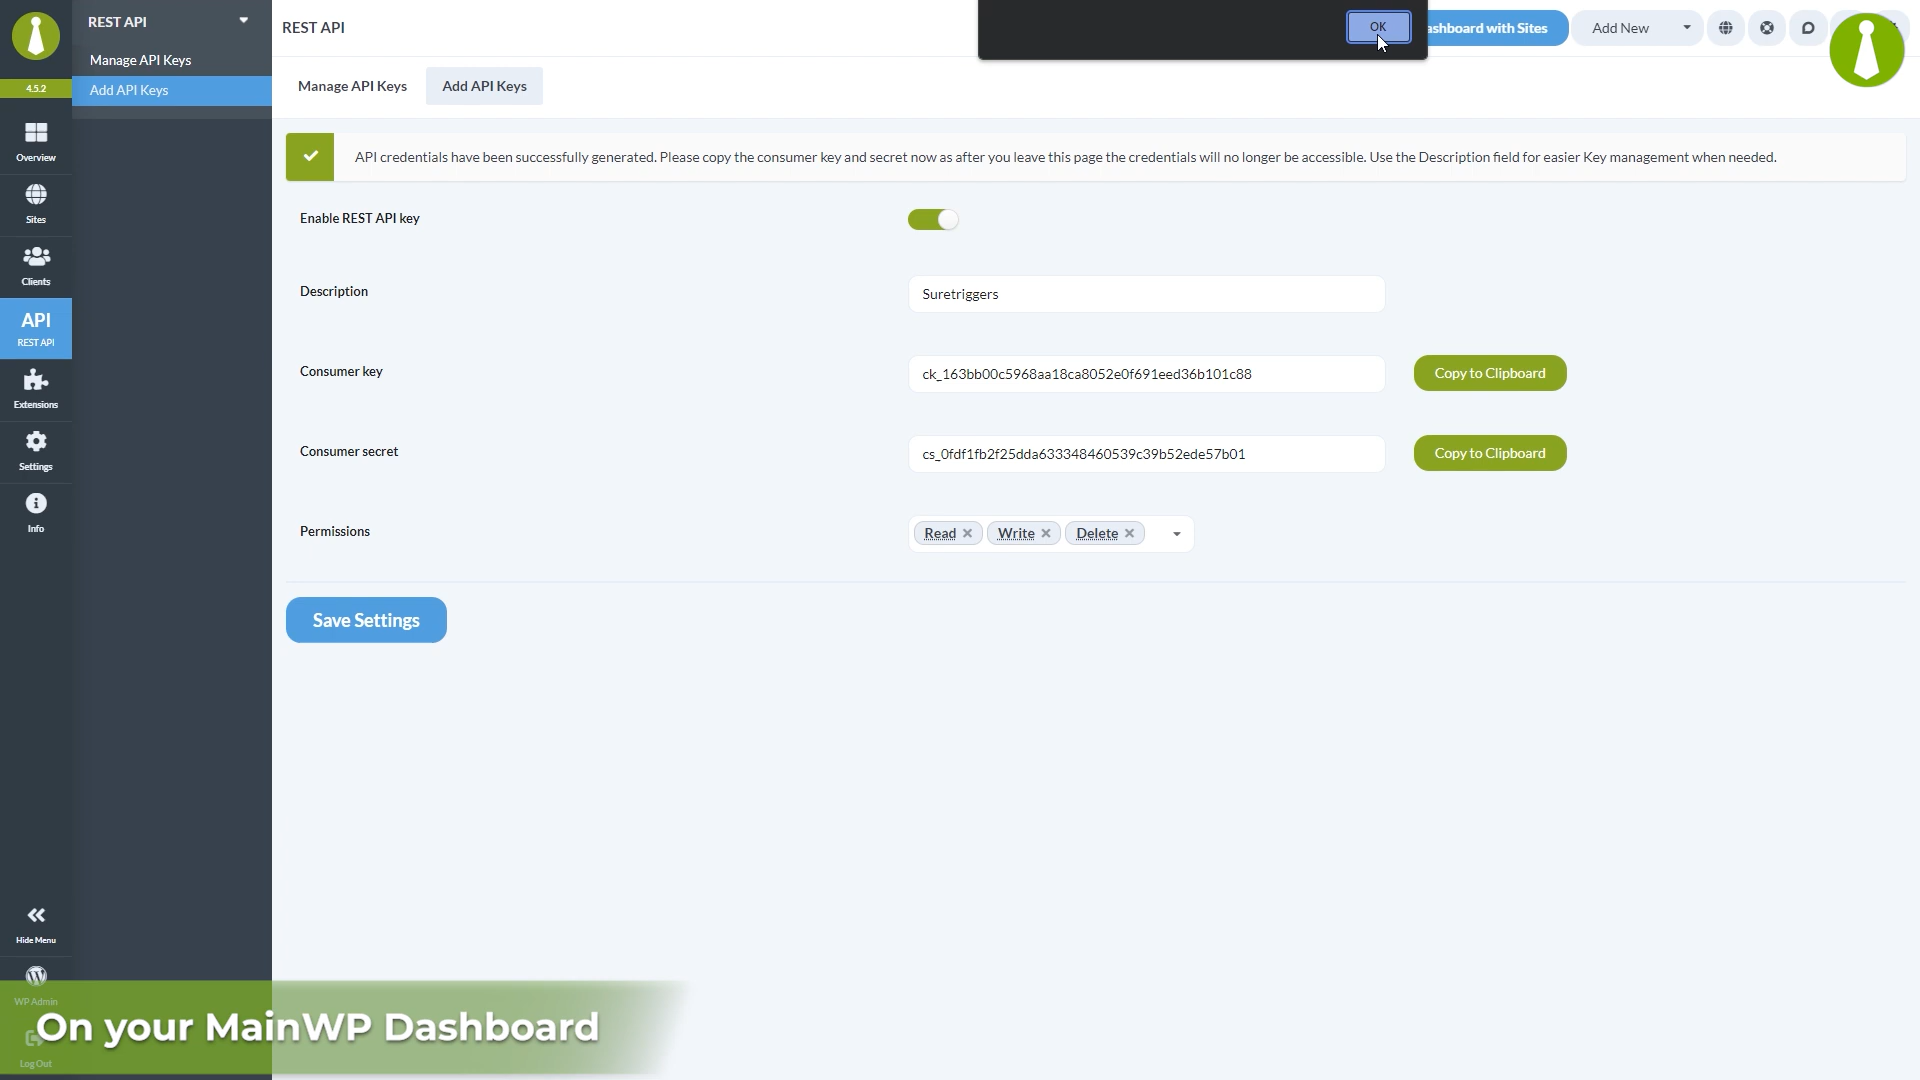 REST API
Manage API Keys
Add API Keys
4.5.2
Overview
Sites
Clients
API
REST API
Extensions
Settings
Info
Hide Menu
WP Admin
Log Out
REST API
OK
ashboard with Sites
Add New
Manage API Keys
Add API Keys
API credentials have been successfully generated. Please copy the consumer key and secret now as after you leave this page the credentials will no longer be accessible. Use the Description field for easier Key management when needed.
Enable REST API key
Description
Suretriggers
Consumer key
ck_163bb00c5968aa18ca8052e0f691eed36b101c88
Copy to Clipboard
Consumer secret
cs_0fdf1fb2f25dda633348460539c39b52ede57b01
Copy to Clipboard
Permissions
Read
Write
Delete
Save Settings
On your MainWP Dashboard